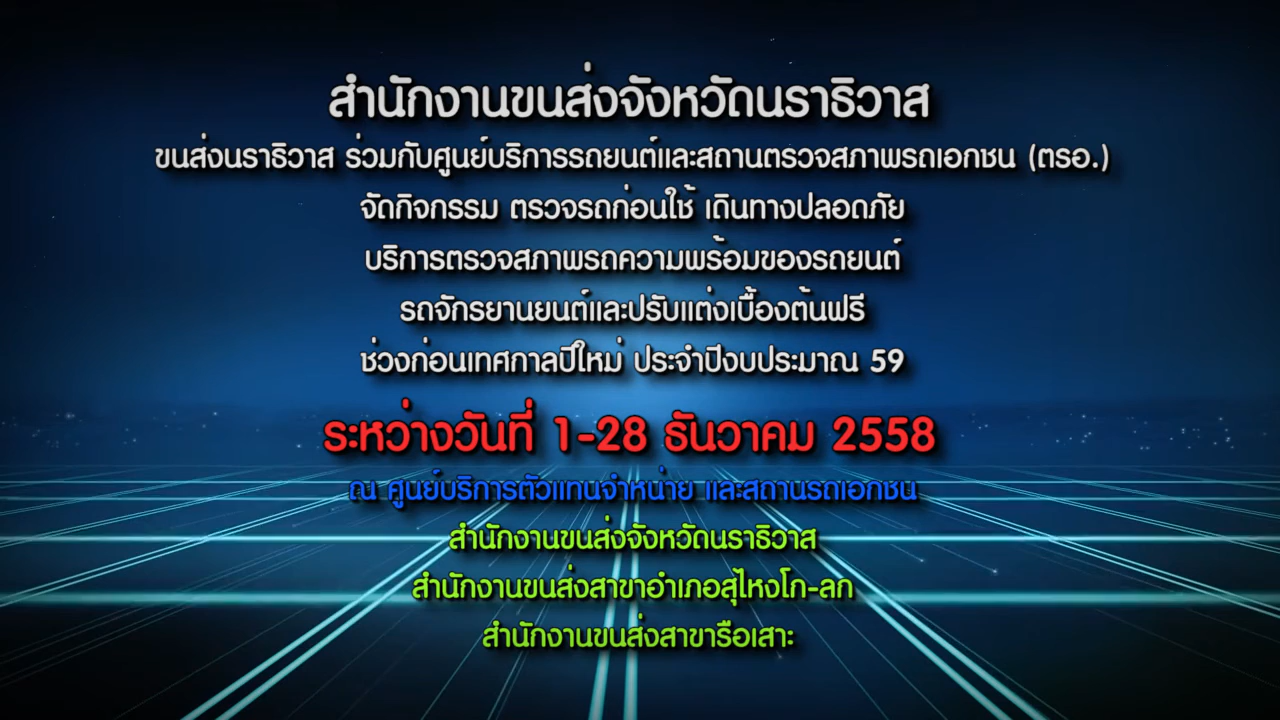 สำนักงานขนส่งจังหวัดนราธิวาส
ขนส่งนราธิวาส ร่วมกับศูนย์บริการรถยนต์และสถานตรวจสภาพรถเอกชน (ตรอ.)
จัดกิจกรรม ตรวจรถก่อนใช้ เดินทางปลอดภัย
บริการตรวจสภาพรถความพร้อมของรถยนต์
รถจักรยานยนต์และปรับแต่งเบื้องต้นฟรี
ช่วงก่อนเทศกาลปีใหม่ ประจำปีงบประมาณ 59
ระหว่างวันที่ 1-28 ธันวาคม 2558
ณ ศูนย์บริการตัวแทนจำหน่าย และสถานรถเอกชน
สำนักงานขนส่งจังหวัดนราธิวาส
สำนักงานขนส่งสาขาอำเภอสุไหงโก-ลก
สำนักงานขนส่งสาขารือเสาะ